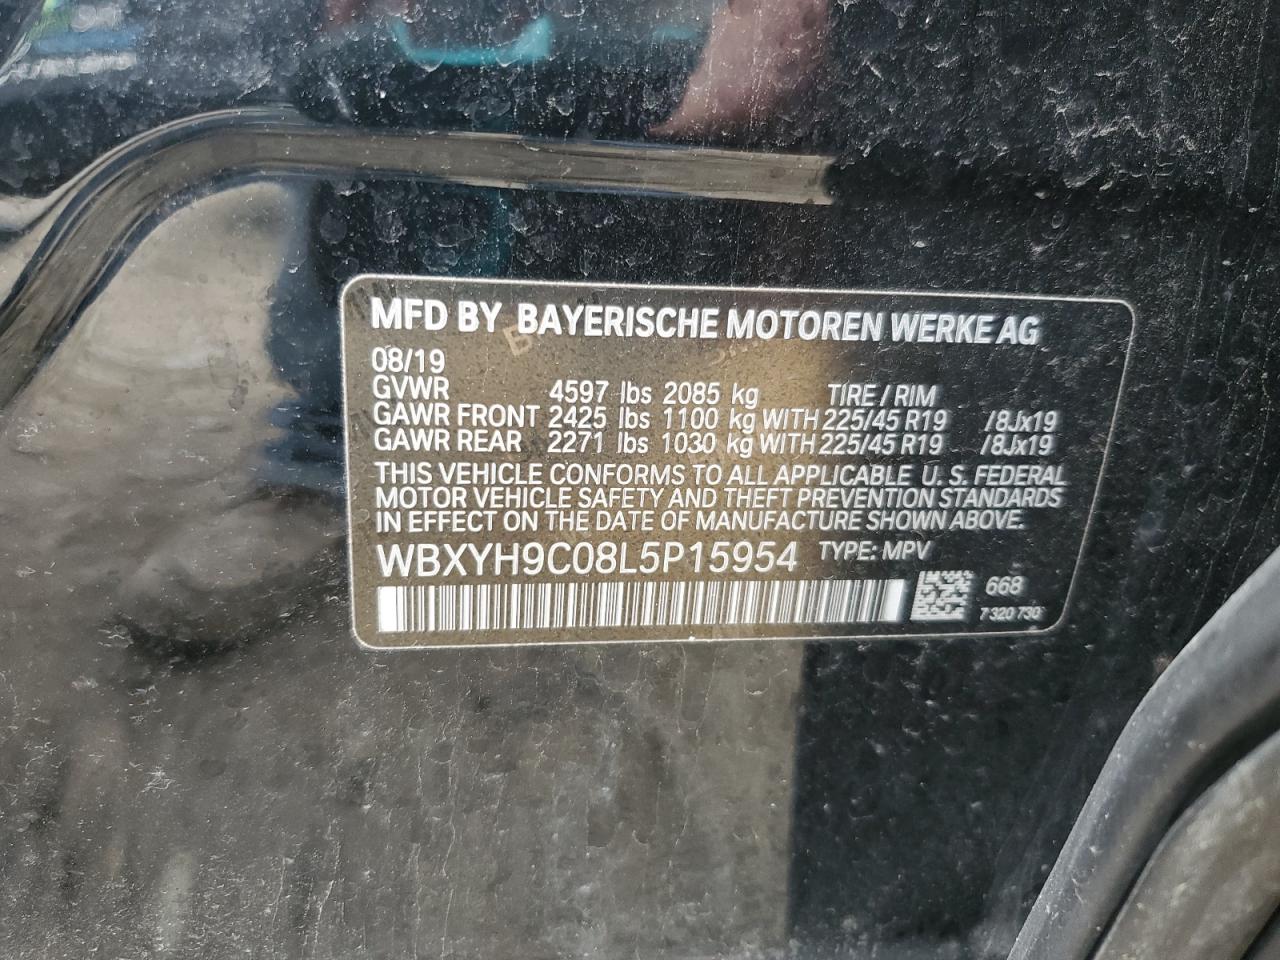 MFD BY BAYERISCHE MOTOREN WERKE AG
08/19
GVWR 4597 lbs 2085 kg TIRE / RIM
GAWR FRONT 2425 lbs 1100 kg WITH 225/45 R19 /8Jx19
GAWR REAR 2271 lbs 1030 kg WITH 225/45 R19 /8Jx19
THIS VEHICLE CONFORMS TO ALL APPLICABLE U. S. FEDERAL
MOTOR VEHICLE SAFETY AND THEFT PREVENTION STANDARDS
IN EFFECT ON THE DATE OF MANUFACTURE SHOWN ABOVE.
WBXYH9C08L5P15954 TYPE: MPV
668
7 320 730